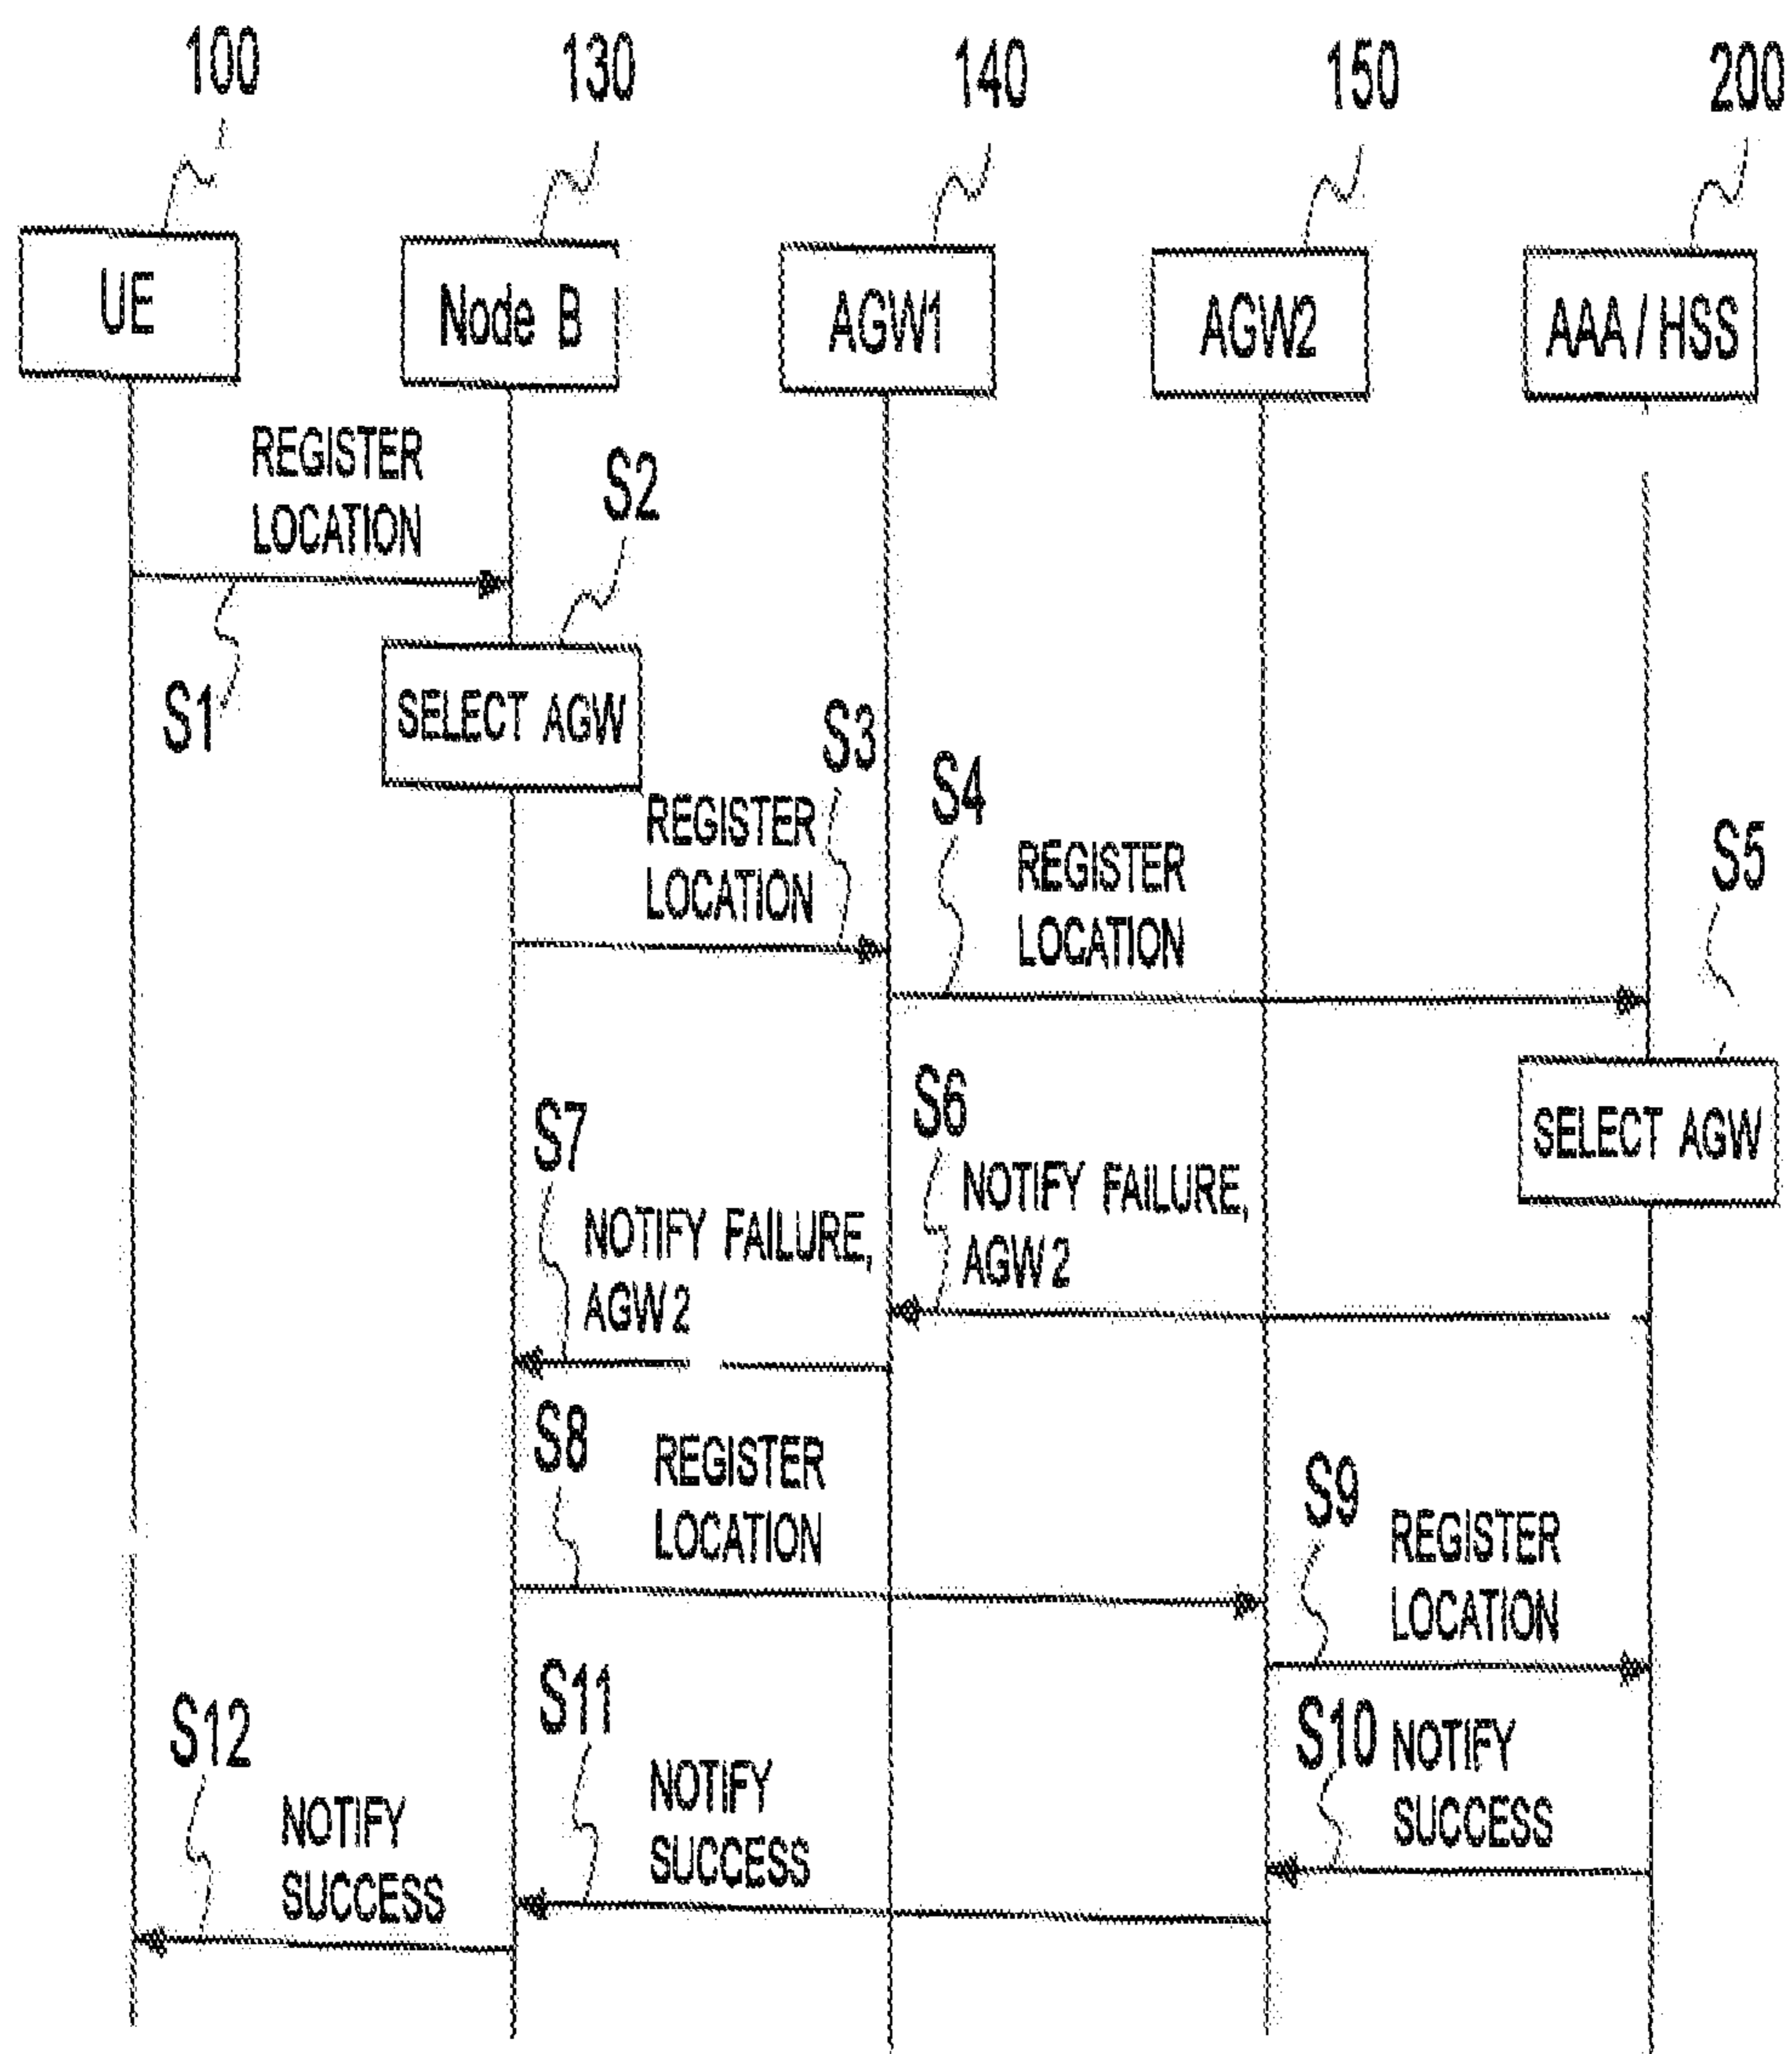 100
130
140
150
200
UE
Node B
AGW1
AGW2
AAA / HSS
REGISTER
LOCATION
S1
S2
SELECT AGW
S3
REGISTER
LOCATION
S4
REGISTER
LOCATION
S5
SELECT AGW
S6
NOTIFY FAILURE,
AGW 2
S7
NOTIFY FAILURE,
AGW 2
S8
REGISTER
LOCATION
S9
REGISTER
LOCATION
S10
NOTIFY
SUCCESS
S11
NOTIFY
SUCCESS
S12
NOTIFY
SUCCESS